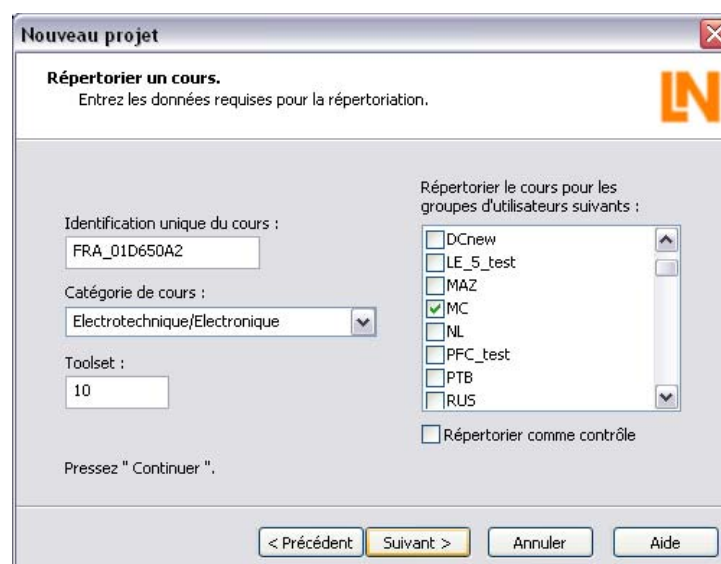 Nouveau projet
Répertorier un cours.
Entrez les données requises pour la répertoriation.
LN
Identification unique du cours :
FRA_01D650A2
Catégorie de cours :
Electrotechnique/Electronique
Toolset :
10
Pressez " Continuer ".
Répertorier le cours pour les
groupes d'utilisateurs suivants :
DCnew
LE_5_test
MAZ
MC
NL
PFC_test
PTB
RUS
Répertorier comme contrôle
< Précédent
Suivant >
Annuler
Aide